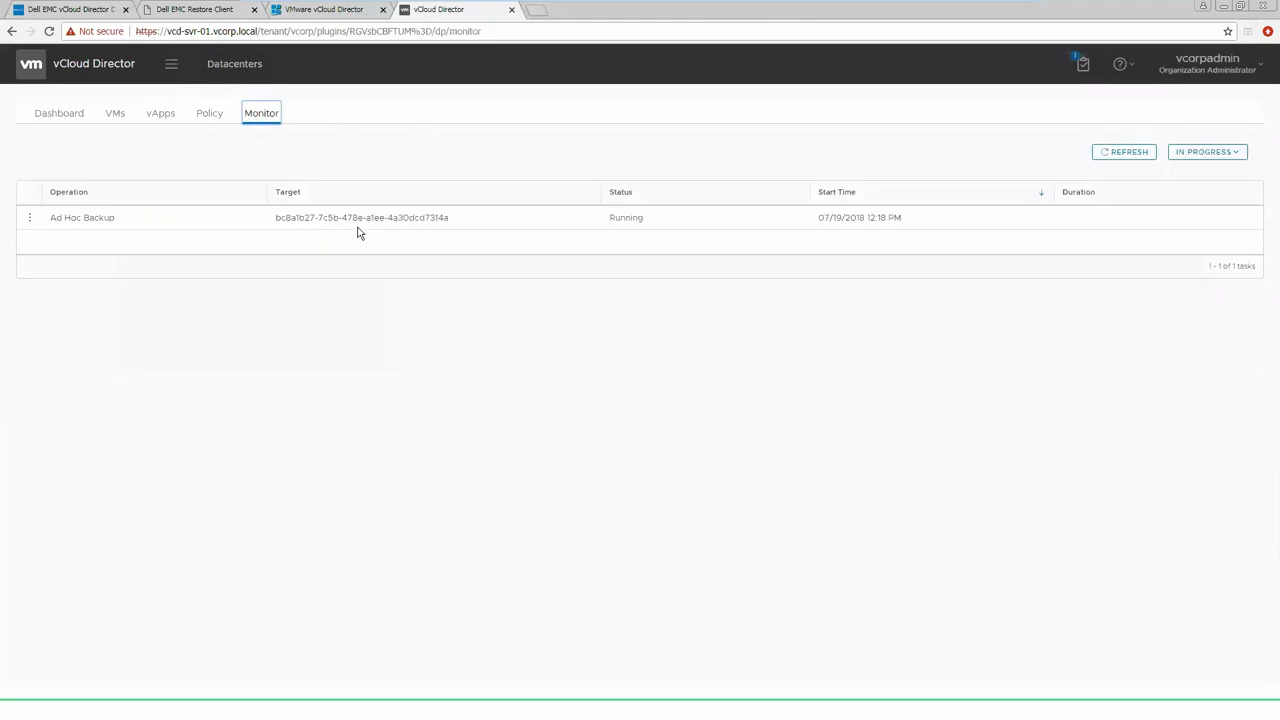 Dell EMC vCloud Director D
Dell EMC Restore Client
VMware vCloud Director
vCloud Director
Not secure
https://vcd-svr-01.vcorp.local/tenant/vcorp/plugins/RGVsbCBFTUM%3D/dp/monitor
vm
vCloud Director
Datacenters
1
vcorpadmin
Organization Administrator
Dashboard
VMs
vApps
Policy
Monitor
REFRESH
IN PROGRESS
Operation
Target
Status
Start Time
Duration
Ad Hoc Backup
bc8a1b27-7c5b-478e-a1ee-4a30dcd7314a
Running
07/19/2018 12:18 PM
1 - 1 of 1 tasks